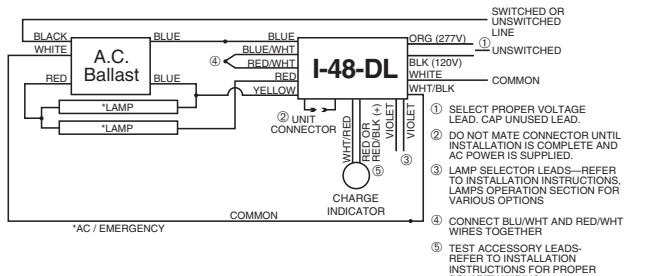 SWITCHED OR
UNSWITCHED
LINE
BLACK
BLUE
BLUE
ORG (277V)
①
UNSWITCHED
WHITE
A.C.
Ballast
BLUE/WHT
④
RED/WHT
I-48-DL
BLK (120V)
RED
BLUE
RED
WHITE
COMMON
YELLOW
WHT/BLK
*LAMP
*LAMP
② UNIT
CONNECTOR
WHT/RED
RED OR
RED/BLK (+)
⑤
VIOLET
VIOLET
③
CHARGE
INDICATOR
COMMON
*AC / EMERGENCY
① SELECT PROPER VOLTAGE
LEAD. CAP UNUSED LEAD.
② DO NOT MATE CONNECTOR UNTIL
INSTALLATION IS COMPLETE AND
AC POWER IS SUPPLIED.
③ LAMP SELECTOR LEADS—REFER
TO INSTALLATION INSTRUCTIONS,
LAMPS OPERATION SECTION FOR
VARIOUS OPTIONS
④ CONNECT BLU/WHT AND RED/WHT
WIRES TOGETHER
⑤ TEST ACCESSORY LEADS-
REFER TO INSTALLATION
INSTRUCTIONS FOR PROPER